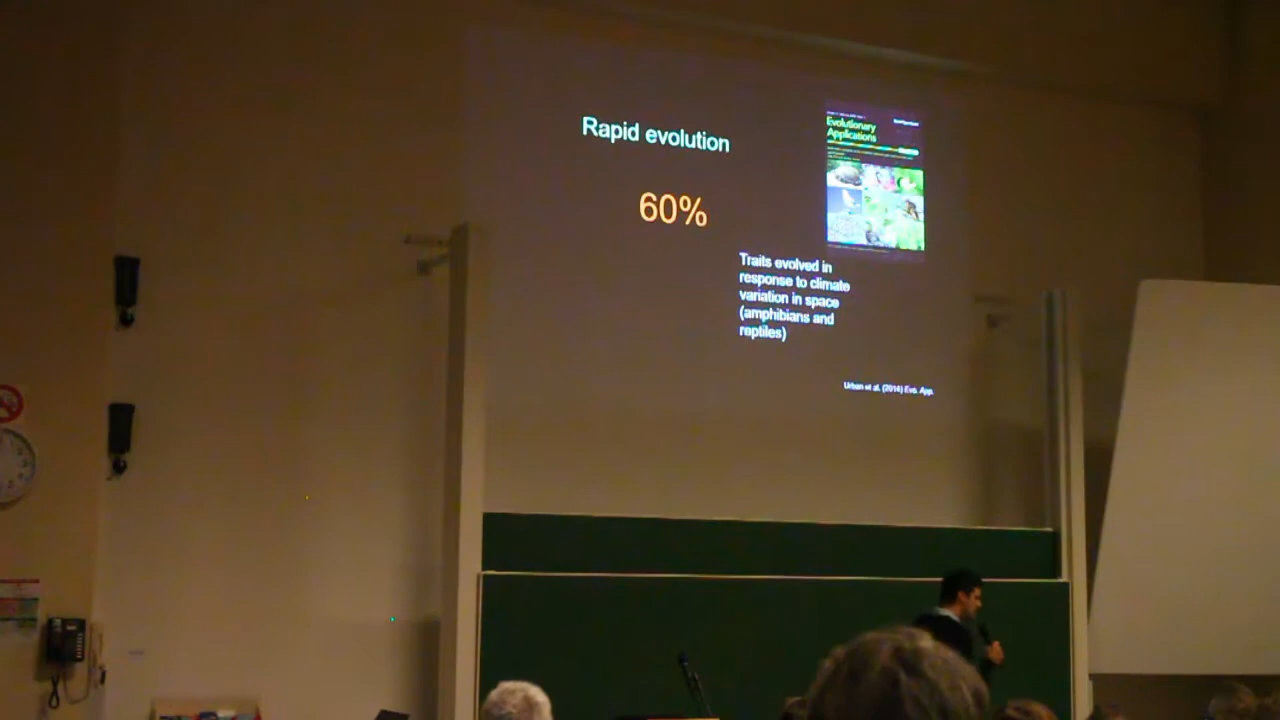 Rapid evolution
Evolutionary
Applications
60%
Traits evolved in
response to climate
variation in space
(amphibians and
reptiles)
Urban et al. (2014) Evo. App.